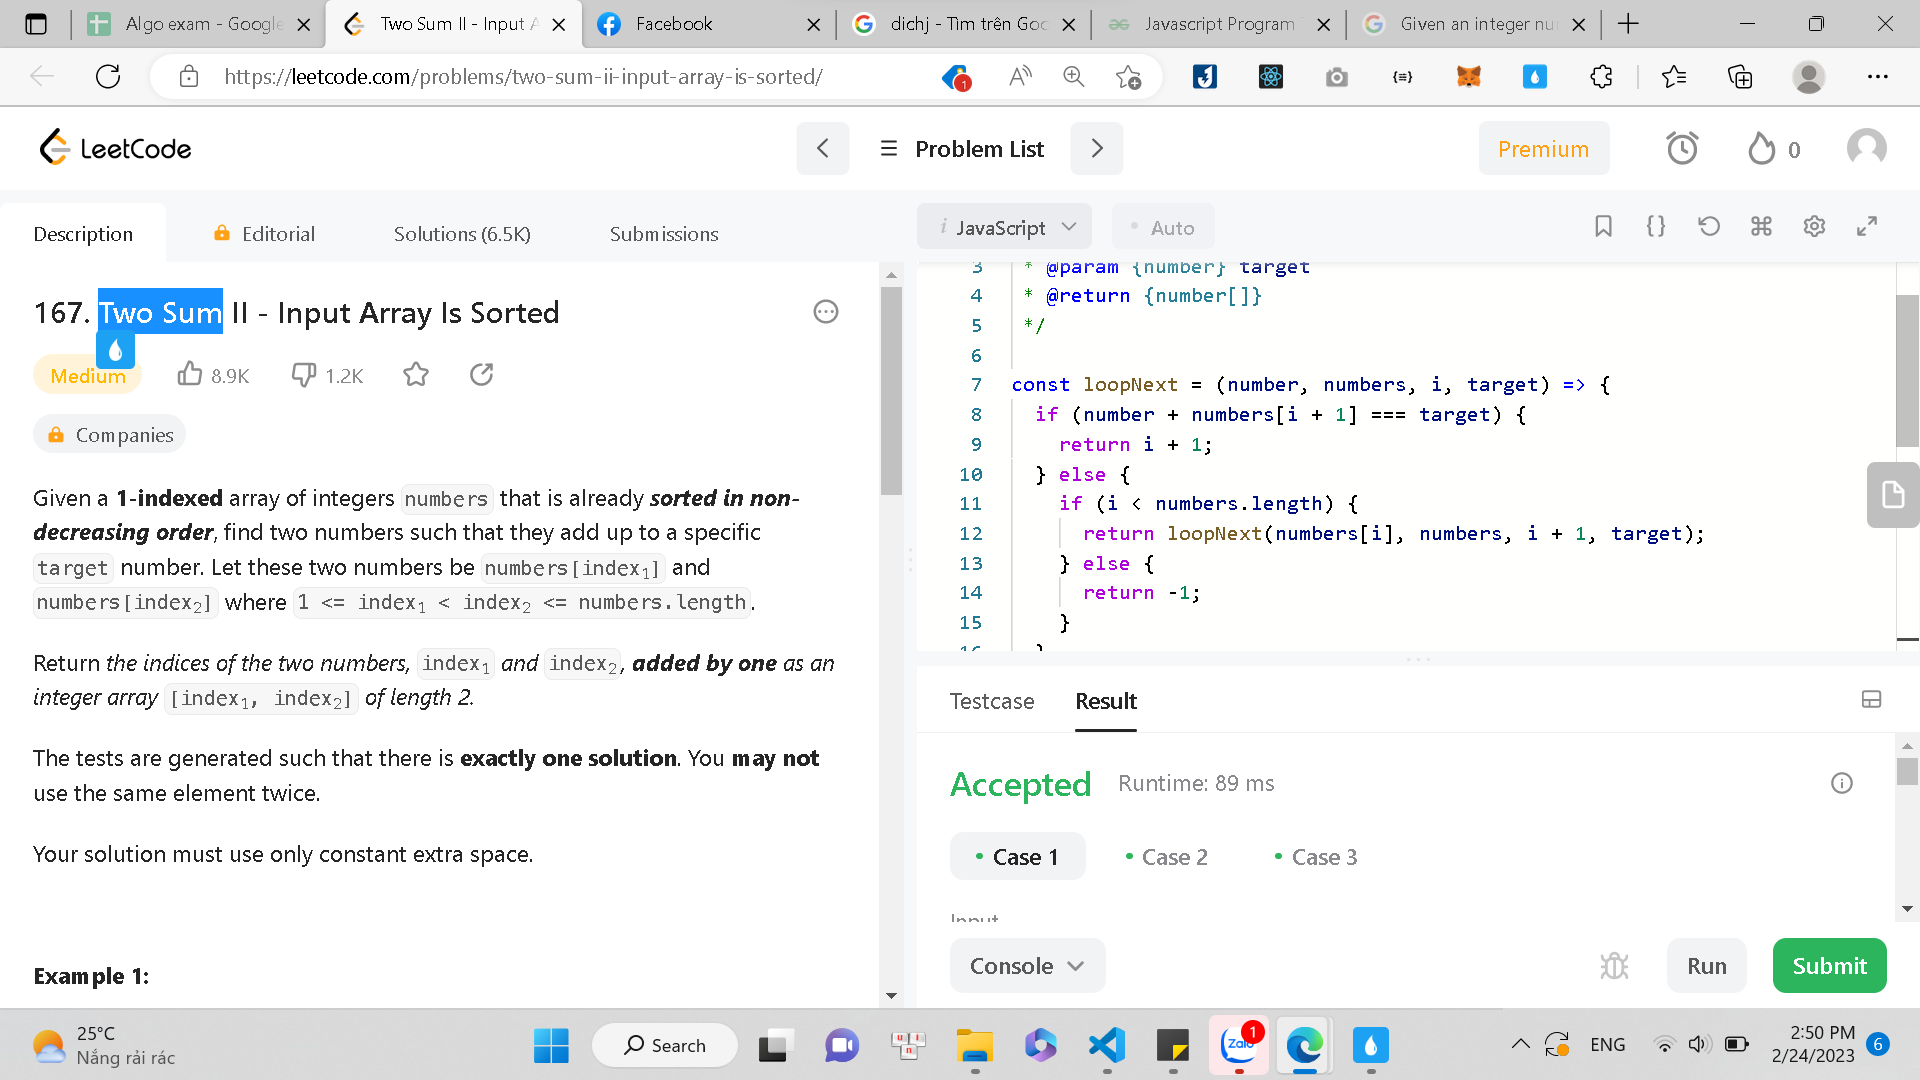 Algo exam - Google
Two Sum II - Input A
Facebook
dichj - Tìm trên Goo
Javascript Program
Given an integer nu
https://leetcode.com/problems/two-sum-ii-input-array-is-sorted/
1
LeetCode
Problem List
Premium
0
Description
Editorial
Solutions (6.5K)
Submissions
167. Two Sum II - Input Array Is Sorted
Medium
8.9K
1.2K
Companies
Given a 1-indexed array of integers numbers that is already sorted in non-
decreasing order, find two numbers such that they add up to a specific
target number. Let these two numbers be numbers[index1] and
numbers[index2] where 1 <= index1 < index2 <= numbers.length.
Return the indices of the two numbers, index1 and index2, added by one as an
integer array [index1, index2] of length 2.
The tests are generated such that there is exactly one solution. You may not
use the same element twice.
Your solution must use only constant extra space.
Example 1:
i JavaScript
Auto
3 * @param {number} target
4 * @return {number[]}
5 */
6
7 const loopNext = (number, numbers, i, target) => {
8 if (number + numbers[i + 1] === target) {
9 return i + 1;
10 } else {
11 if (i < numbers.length) {
12 return loopNext(numbers[i], numbers, i + 1, target);
13 } else {
14 return -1;
15 }
16 }
Testcase
Result
Accepted
Runtime: 89 ms
Case 1
Case 2
Case 3
Input
Console
Run
Submit
25°C
Nắng rải rác
Search
Zalo
1
ENG
2:50 PM
2/24/2023
6